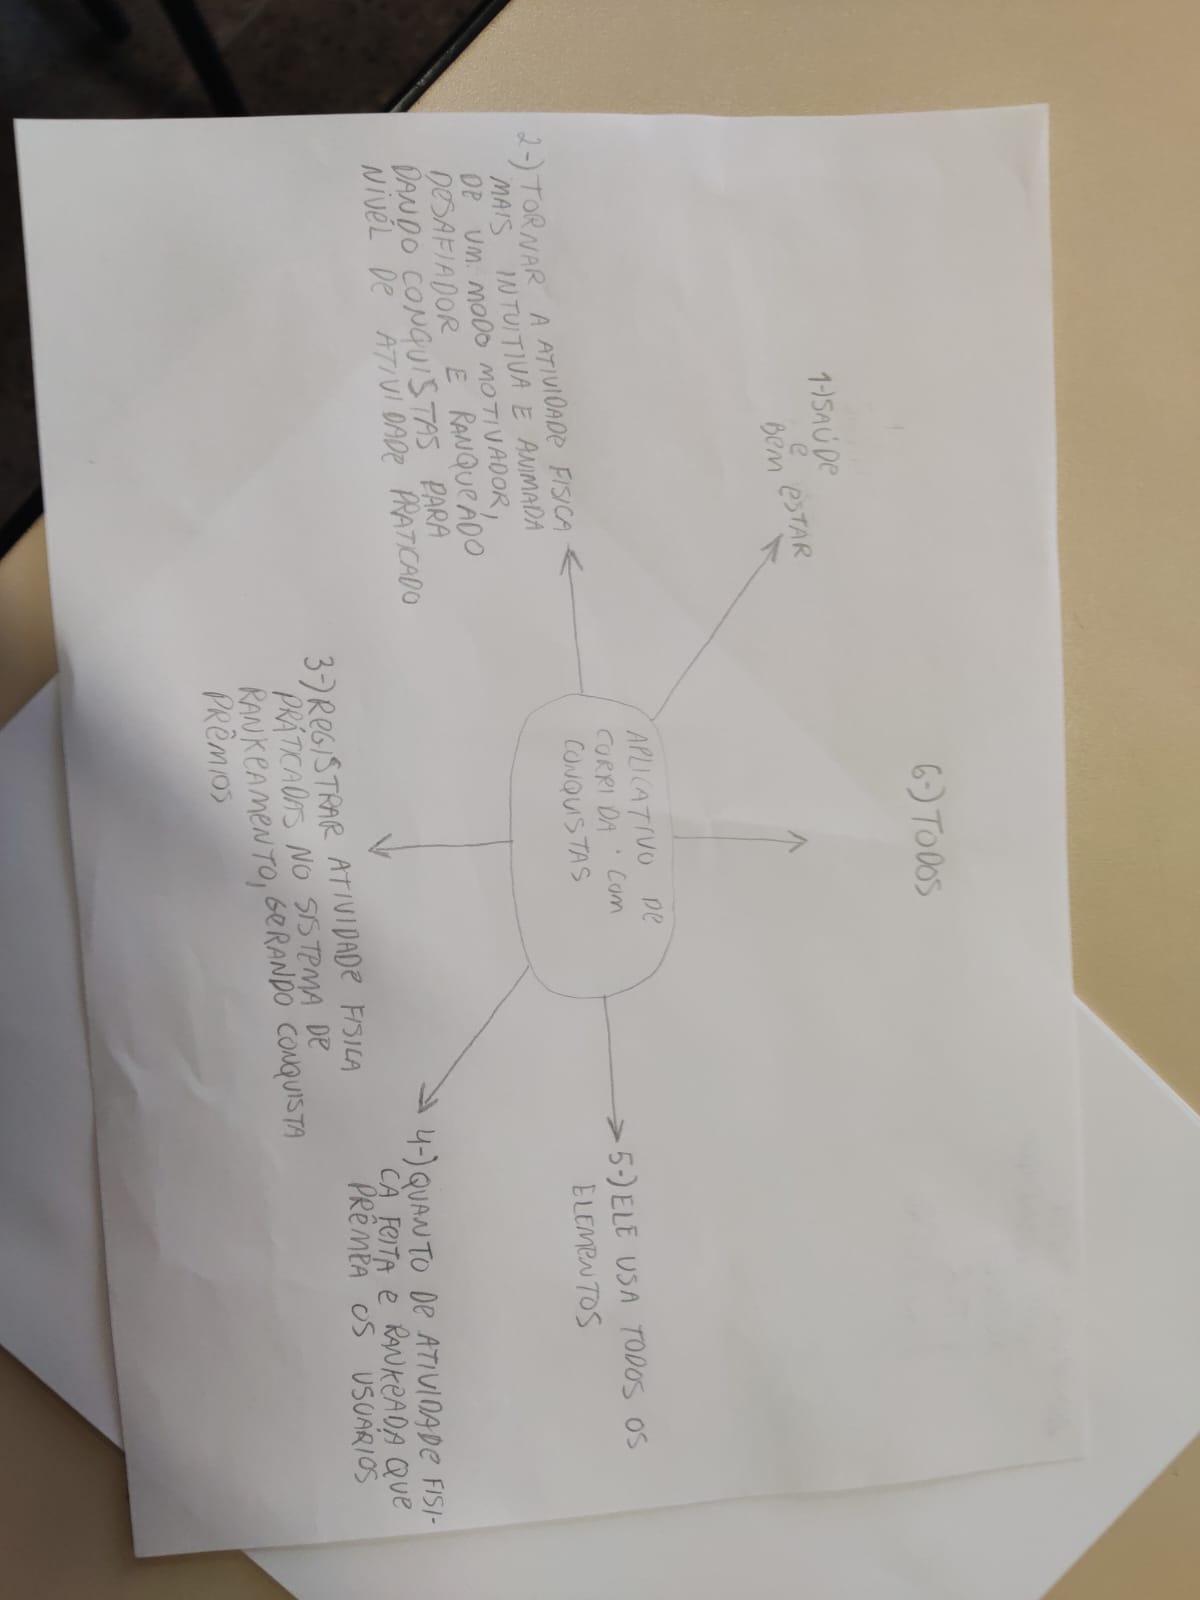 6-) TODOS
1-) SAÚDE
E
BEM ESTAR
APLICATIVO DE
CORRIDA COM
CONQUISTAS
5-) ELE USA TODOS OS
ELEMENTOS
2-) TORNAR A ATIVIDADE FISICA
MAIS INTUITIVA E ANIMADA
DE UM MODO MOTIVADOR,
DESAFIADOR E RANQUEADO
DANDO CONQUISTAS PARA
NIVÉL DE ATIVIDADE PRATICADO
4-) QUANTO DE ATIVIDADE FISI-
CA FEITA E RANKEADA QUE
PRÊMEA OS USUÁRIOS
3-) REGISTRAR ATIVIDADE FISICA
PRÁTICADAS NO SISTEMA DE
RANKEAMENTO, GERANDO CONQUISTA
PRÊMIOS